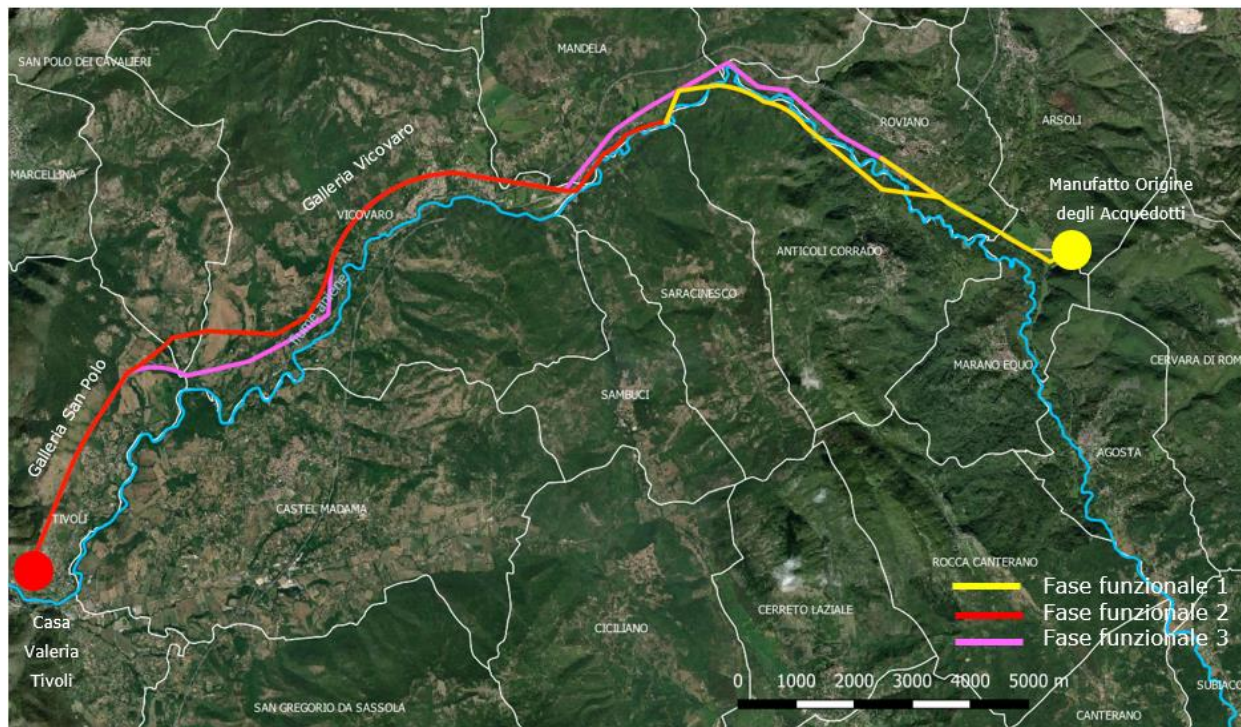 MANDELA
SAN POLO DEI CAVALIERI
ROVIANO
ARSOLI
Galleria Vicovaro
MARCELLINA
Manufatto Origine
degli Acquedotti
VICOVARO
ANTICOLI CORRADO
fiume aniene
SARACINESCO
MARANO EQUO
CERVARA DI ROM
Galleria San Polo
SAMBUCI
AGOSTA
TIVOLI
CASTEL MADAMA
ROCCA CANTERANO
Fase funzionale 1
CERRETO LAZIALE
Fase funzionale 2
Casa
Valeria
Tivoli
CICILIANO
Fase funzionale 3
0 1000 2000 3000 4000 5000 m
SUBIACO
SAN GREGORIO DA SASSOLA
CANTERANO